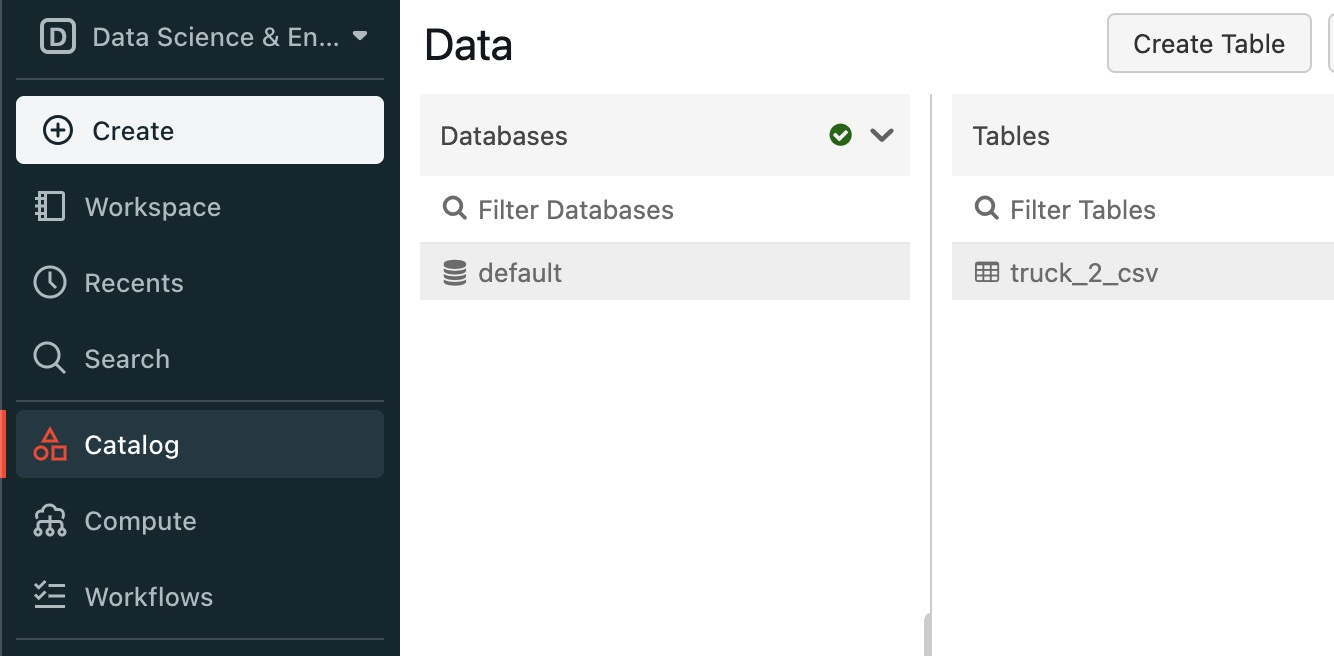 D Data Science & En...
Create
Workspace
Recents
Search
Catalog
Compute
Workflows
Data
Create Table
Databases
Filter Databases
default
Tables
Filter Tables
truck_2_csv